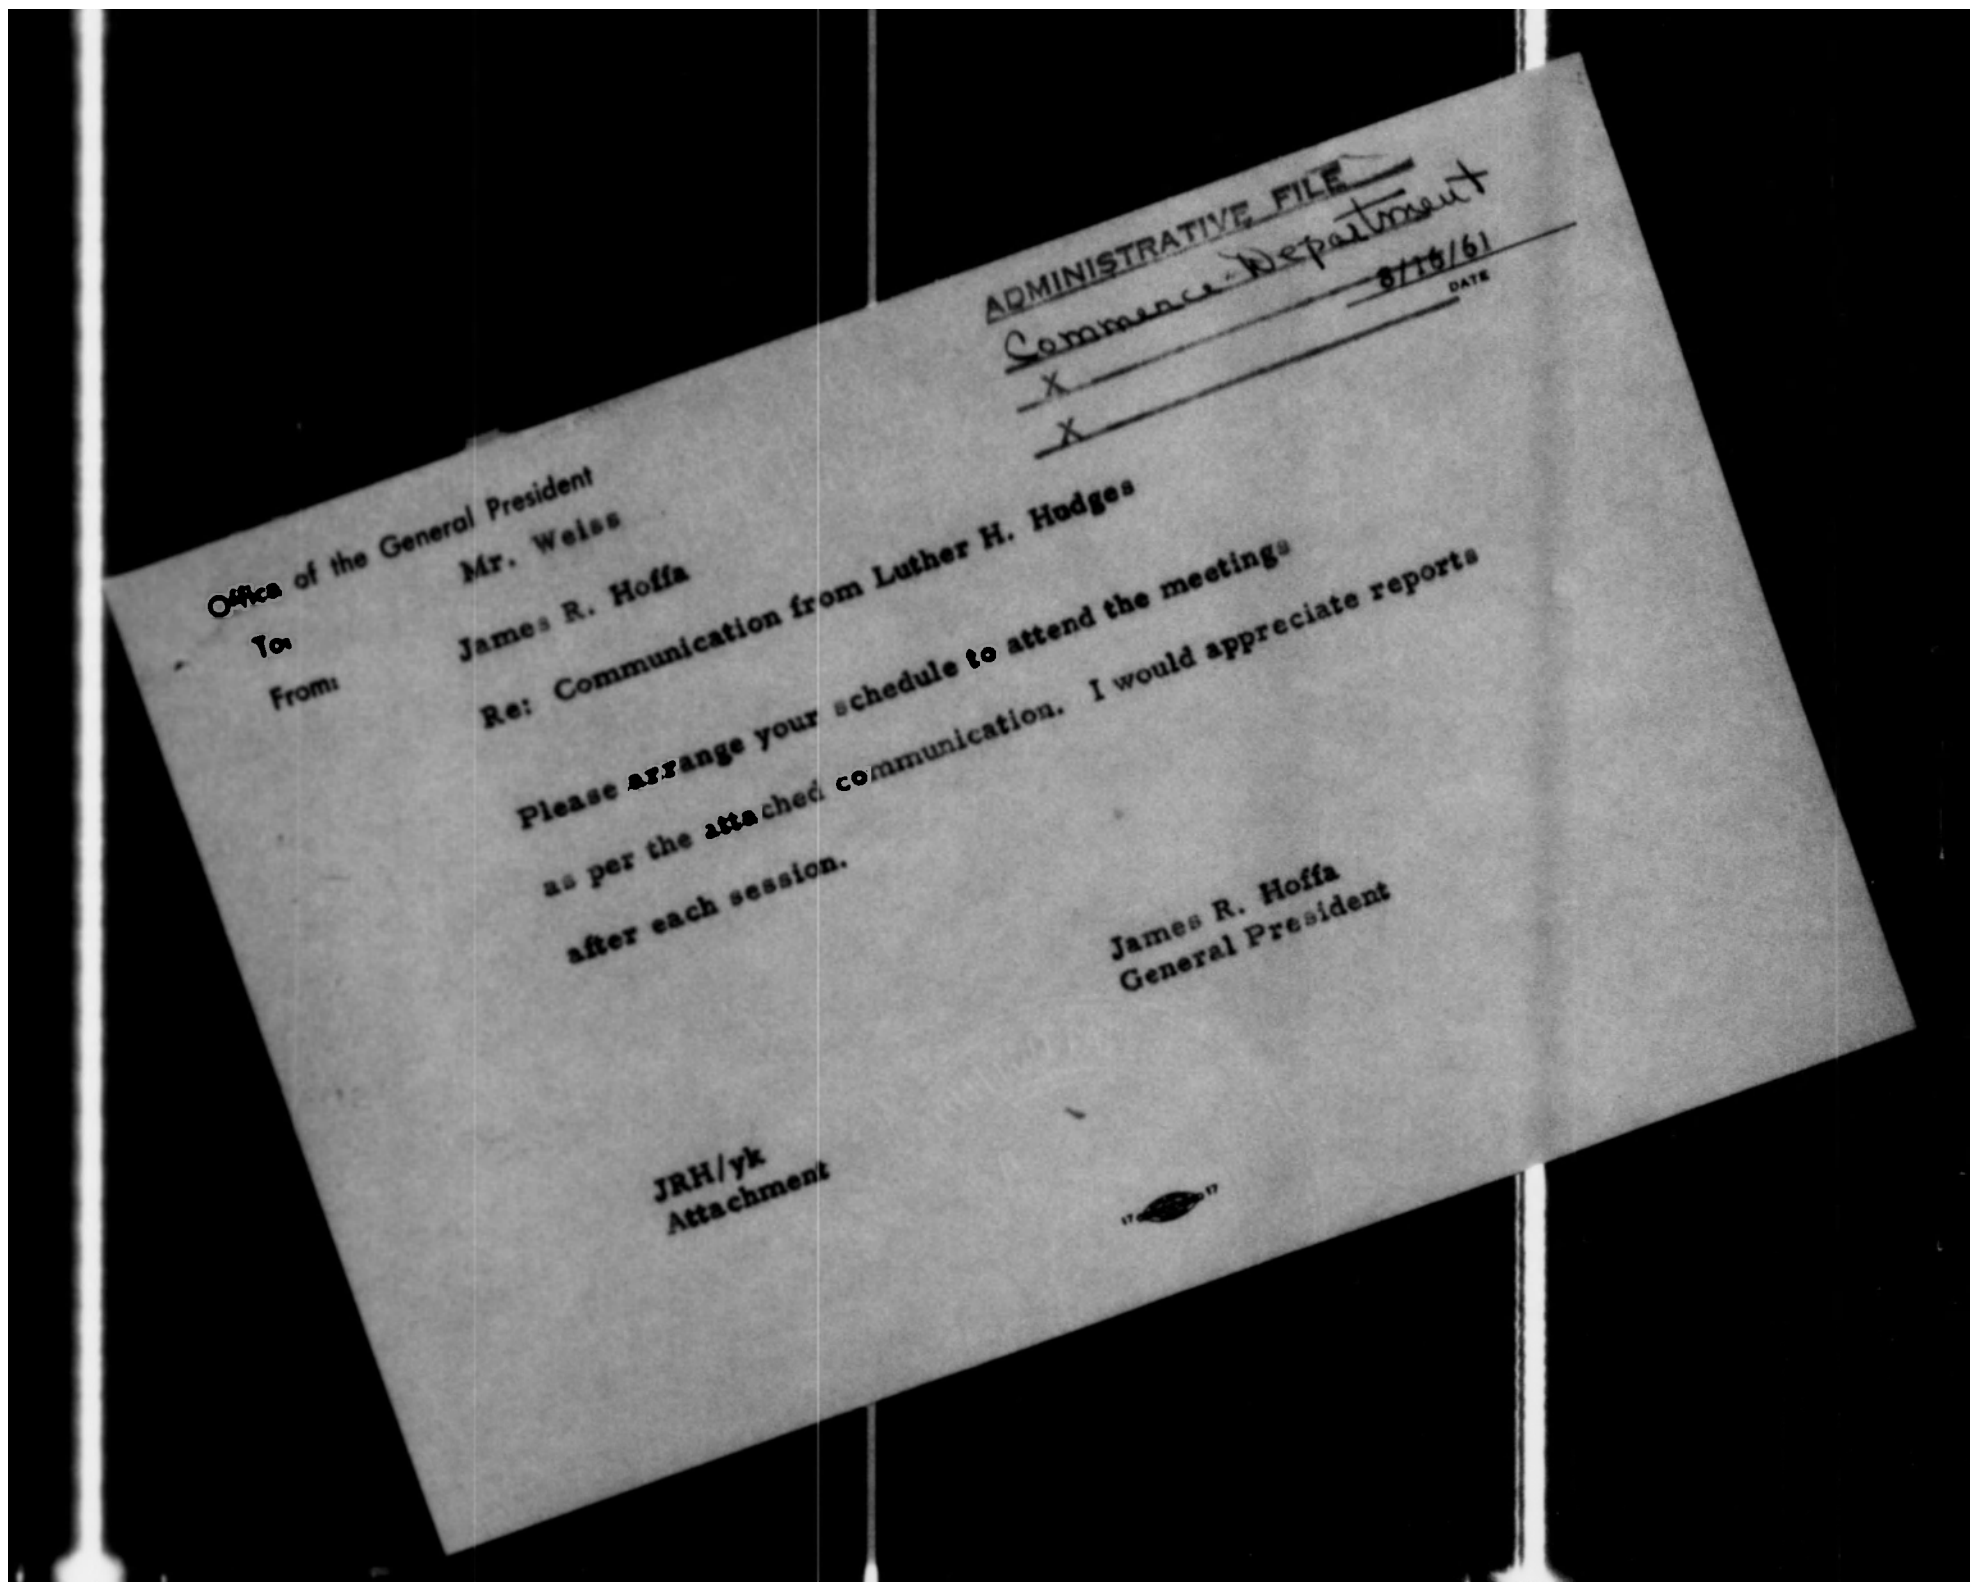 ADMINISTRATIVE FILE
Commerce Department
X
X
8/16/61
DATE
Office of the General President
To: Mr. Weiss
From: James R. Hoffa
Re: Communication from Luther H. Hodges
Please arrange your schedule to attend the meetings
as per the attached communication. I would appreciate reports
after each session.
James R. Hoffa
General President
JRH/yk
Attachment
17 17